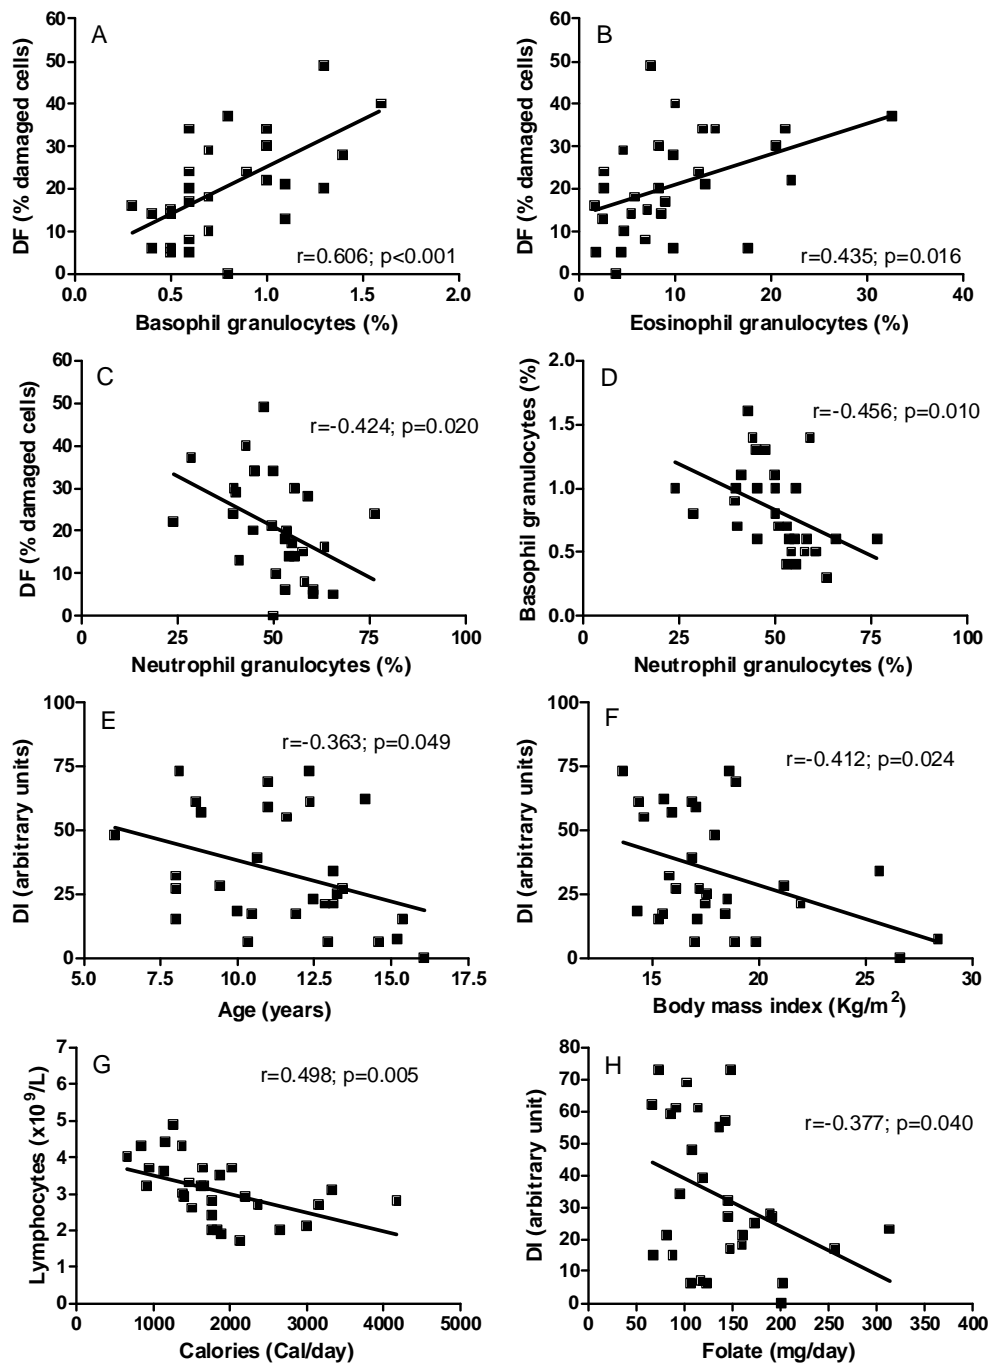 A
DF (% damaged cells)
60
50
40
30
20
10
0
r=0.606; p<0.001
0.0 0.5 1.0 1.5 2.0
Basophil granulocytes (%)
B
DF (% damaged cells)
60
50
40
30
20
10
0
r=0.435; p=0.016
0 10 20 30 40
Eosinophil granulocytes (%)
C
DF (% damaged cells)
60
50
40
30
20
10
0
r=-0.424; p=0.020
0 25 50 75 100
Neutrophil granulocytes (%)
D
Basophil granulocytes (%)
2.0
1.5
1.0
0.5
0.0
r=-0.456; p=0.010
0 25 50 75 100
Neutrophil granulocytes (%)
E
DI (arbitrary units)
100
75
50
25
0
r=-0.363; p=0.049
5.0 7.5 10.0 12.5 15.0 17.5
Age (years)
F
DI (arbitrary units)
100
75
50
25
0
r=-0.412; p=0.024
15 20 25 30
Body mass index (Kg/m²)
G
Lymphocytes (x10⁹/L)
7
6
5
4
3
2
1
0
r=0.498; p=0.005
0 1000 2000 3000 4000 5000
Calories (Cal/day)
H
DI (arbitrary unit)
80
70
60
50
40
30
20
10
0
r=-0.377; p=0.040
0 50 100 150 200 250 300 350 400
Folate (mg/day)